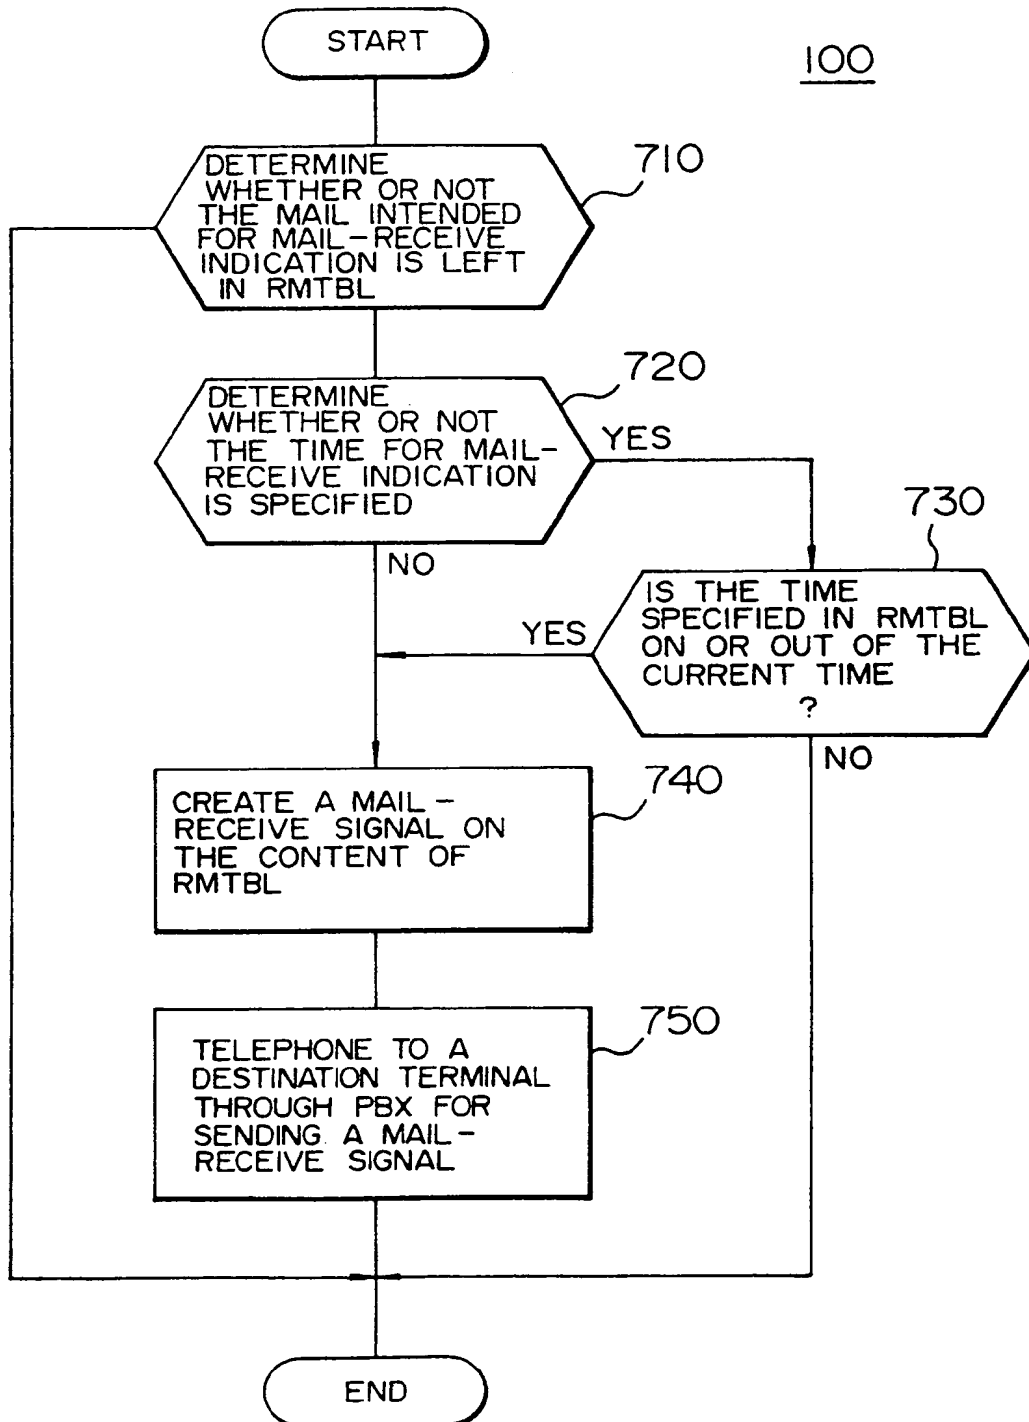 START
100
DETERMINE
WHETHER OR NOT
THE MAIL INTENDED
FOR MAIL-RECEIVE
INDICATION IS LEFT
IN RMTBL
710
DETERMINE
WHETHER OR NOT
THE TIME FOR MAIL-
RECEIVE INDICATION
IS SPECIFIED
720
YES
NO
730
IS THE TIME
SPECIFIED IN RMTBL
ON OR OUT OF THE
CURRENT TIME
?
YES
NO
740
CREATE A MAIL-
RECEIVE SIGNAL ON
THE CONTENT OF
RMTBL
750
TELEPHONE TO A
DESTINATION TERMINAL
THROUGH PBX FOR
SENDING A MAIL-
RECEIVE SIGNAL
END